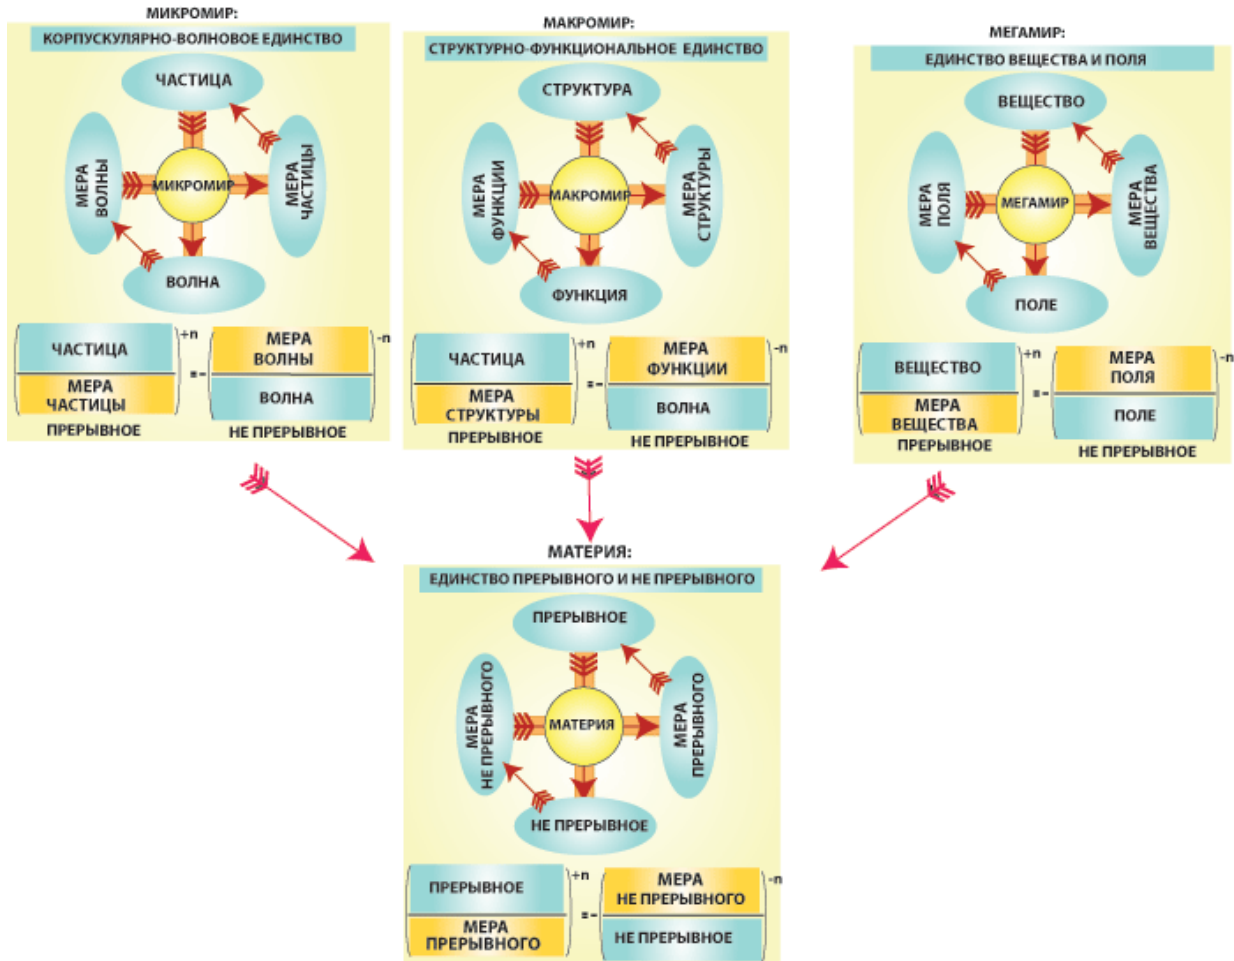 МИКРОМИР:
КОРПУСКУЛЯРНО-ВОЛНОВОЕ ЕДИНСТВО
ЧАСТИЦА
МЕРА
ВОЛНЫ
МИКРОМИР
МЕРА
ЧАСТИЦЫ
ВОЛНА
ЧАСТИЦА
МЕРА
ЧАСТИЦЫ
+n
=-
МЕРА
ВОЛНЫ
ВОЛНА
-n
ПРЕРЫВНОЕ
НЕ ПРЕРЫВНОЕ
МАКРОМИР:
СТРУКТУРНО-ФУНКЦИОНАЛЬНОЕ ЕДИНСТВО
СТРУКТУРА
МЕРА
ФУНКЦИИ
МАКРОМИР
МЕРА
СТРУКТУРЫ
ФУНКЦИЯ
ЧАСТИЦА
МЕРА
СТРУКТУРЫ
+n
=-
МЕРА
ФУНКЦИИ
ВОЛНА
-n
ПРЕРЫВНОЕ
НЕ ПРЕРЫВНОЕ
МЕГАМИР:
ЕДИНСТВО ВЕЩЕСТВА И ПОЛЯ
ВЕЩЕСТВО
МЕРА
ПОЛЯ
МЕГАМИР
МЕРА
ВЕЩЕСТВА
ПОЛЕ
ВЕЩЕСТВО
МЕРА
ВЕЩЕСТВА
+n
=-
МЕРА
ПОЛЯ
ПОЛЕ
-n
ПРЕРЫВНОЕ
НЕ ПРЕРЫВНОЕ
МАТЕРИЯ:
ЕДИНСТВО ПРЕРЫВНОГО И НЕ ПРЕРЫВНОГО
ПРЕРЫВНОЕ
МЕРА
НЕ ПРЕРЫВНОГО
МАТЕРИЯ
МЕРА
ПРЕРЫВНОГО
НЕ ПРЕРЫВНОЕ
ПРЕРЫВНОЕ
МЕРА
ПРЕРЫВНОГО
+n
=-
МЕРА
НЕ ПРЕРЫВНОГО
НЕ ПРЕРЫВНОЕ
-n